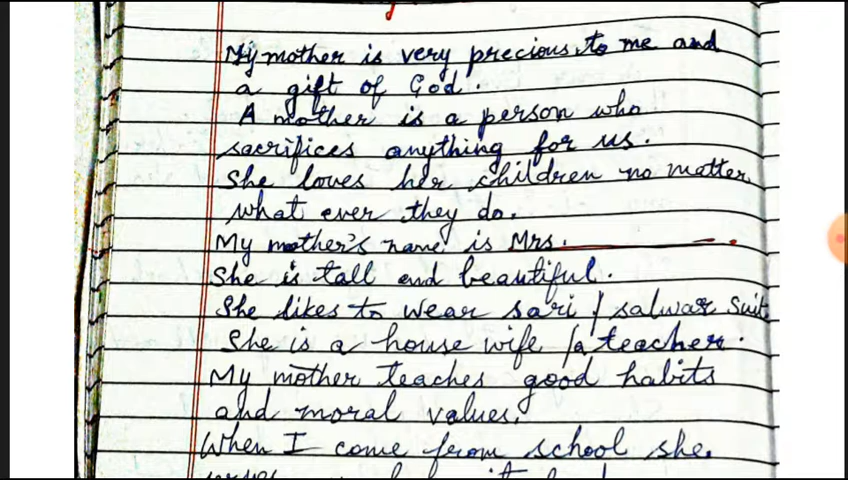 My mother is very precious to me and
a gift of God.
A mother is a person who
sacrifices anything for us.
She loves her children no matter
what ever they do.
My mother's name is Mrs. ______.
She is tall and beautiful.
She likes to wear sari / salwar suit
She is a house wife /a teacher.
My mother teaches good habits
and moral values.
When I come from school she